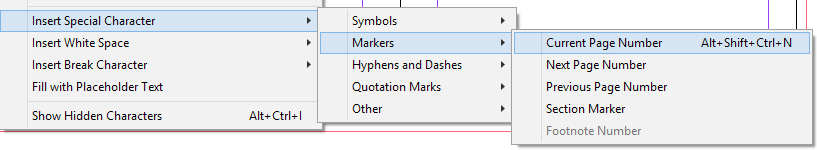 Insert Special Character
Insert White Space
Insert Break Character
Fill with Placeholder Text
Show Hidden Characters Alt+Ctrl+I
Symbols
Markers
Hyphens and Dashes
Quotation Marks
Other
Current Page Number Alt+Shift+Ctrl+N
Next Page Number
Previous Page Number
Section Marker
Footnote Number